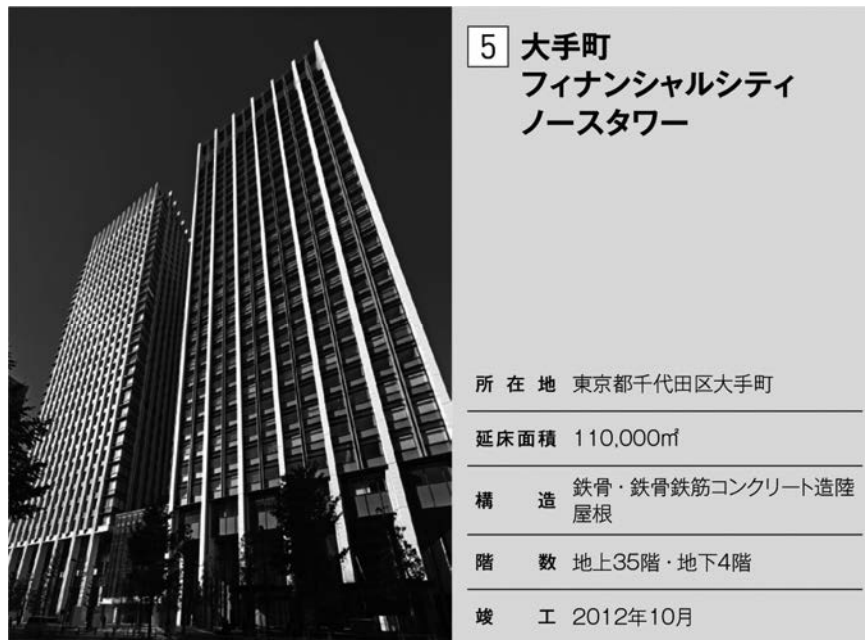 5 大手町
フィナンシャルシティ
ノースタワー
所在地 東京都千代田区大手町
延床面積 110,000㎡
構造 鉄骨・鉄骨鉄筋コンクリート造陸
屋根
階数 地上35階・地下4階
竣工 2012年10月